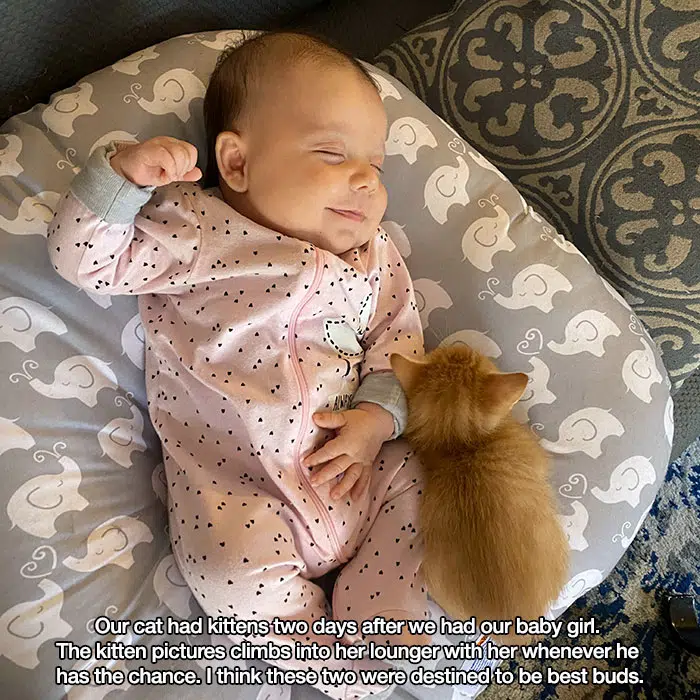 Our cat had kittens two days after we had our baby girl.
The kitten pictures climbs into her lounger with her whenever he
has the chance. I think these two were destined to be best buds.